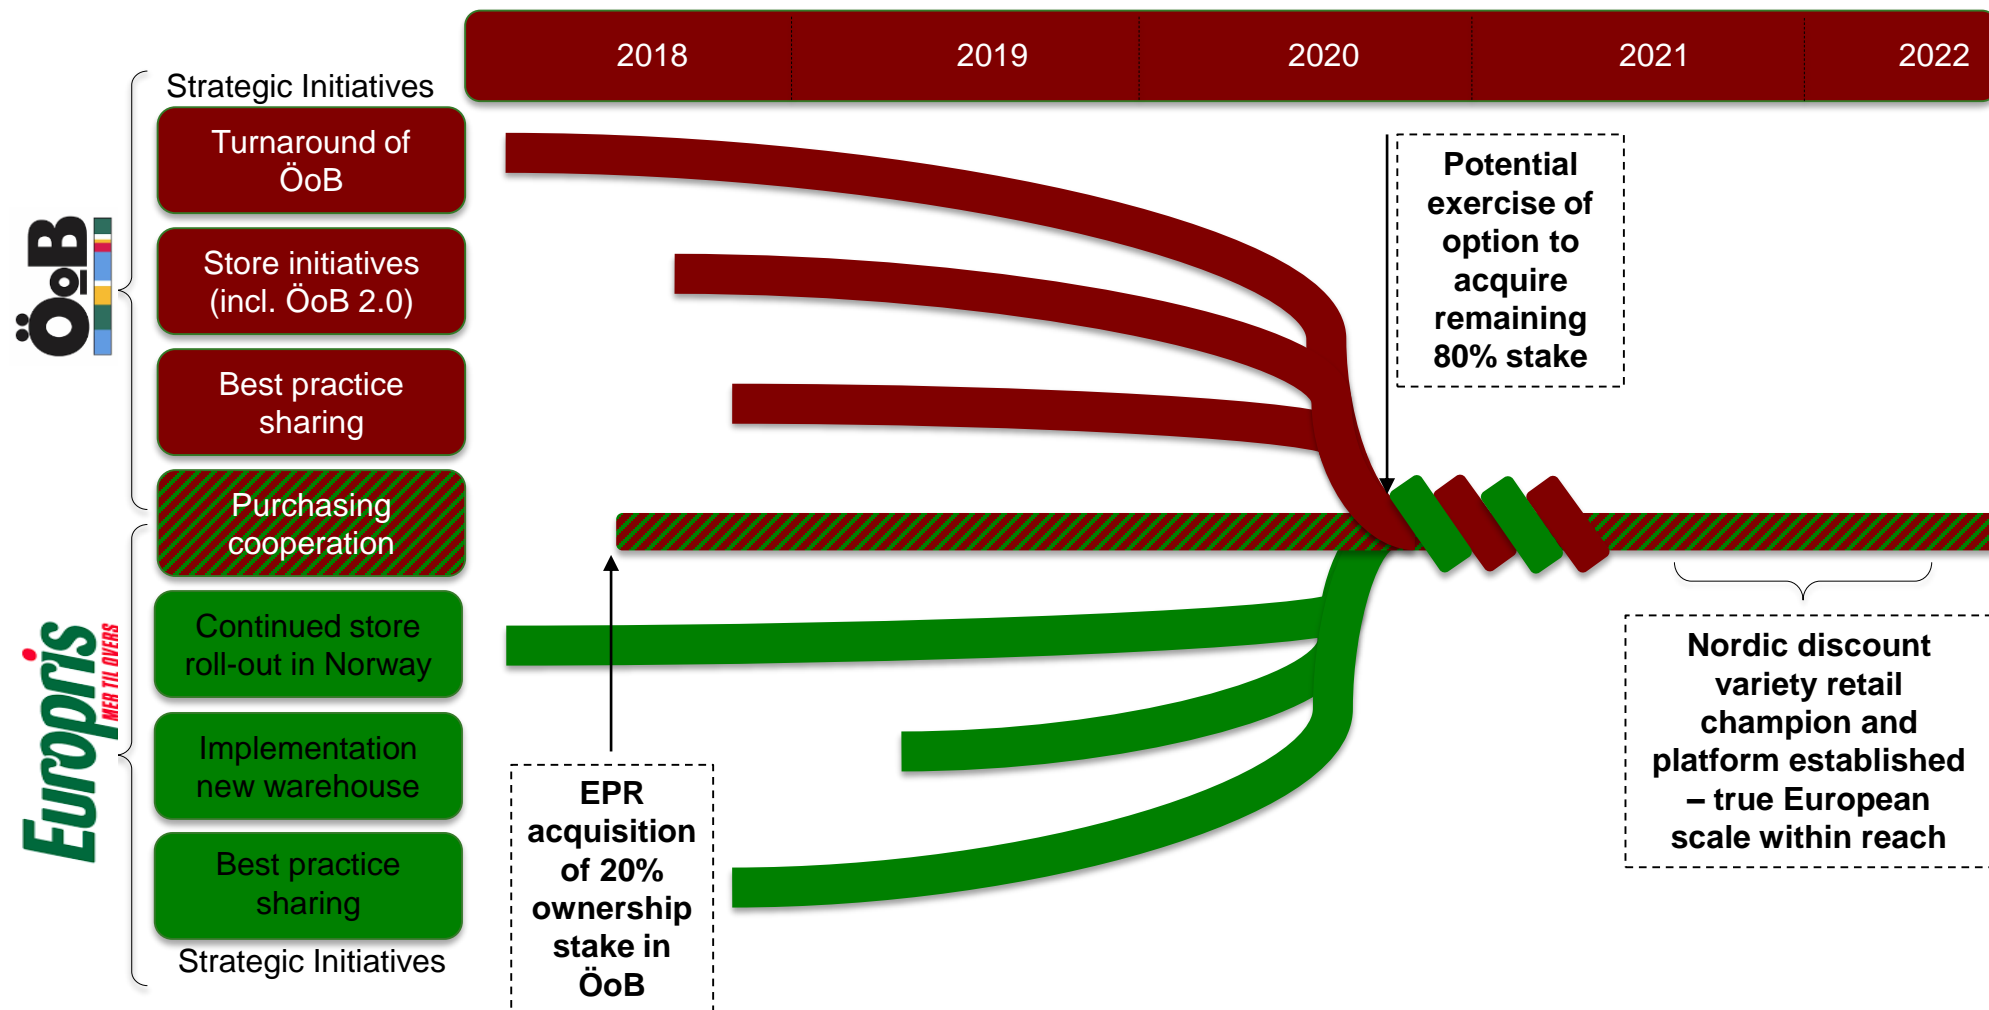 2018
2019
2020
2021
2022
Strategic Initiatives
Turnaround of
ÖoB
Store initiatives
(incl. ÖoB 2.0)
Best practice
sharing
Purchasing
cooperation
Continued store
roll-out in Norway
Implementation
new warehouse
Best practice
sharing
Strategic Initiatives
ÖoB
Europris
MER TIL OVERS
EPR
acquisition
of 20%
ownership
stake in
ÖoB
Potential
exercise of
option to
acquire
remaining
80% stake
Nordic discount
variety retail
champion and
platform established
– true European
scale within reach